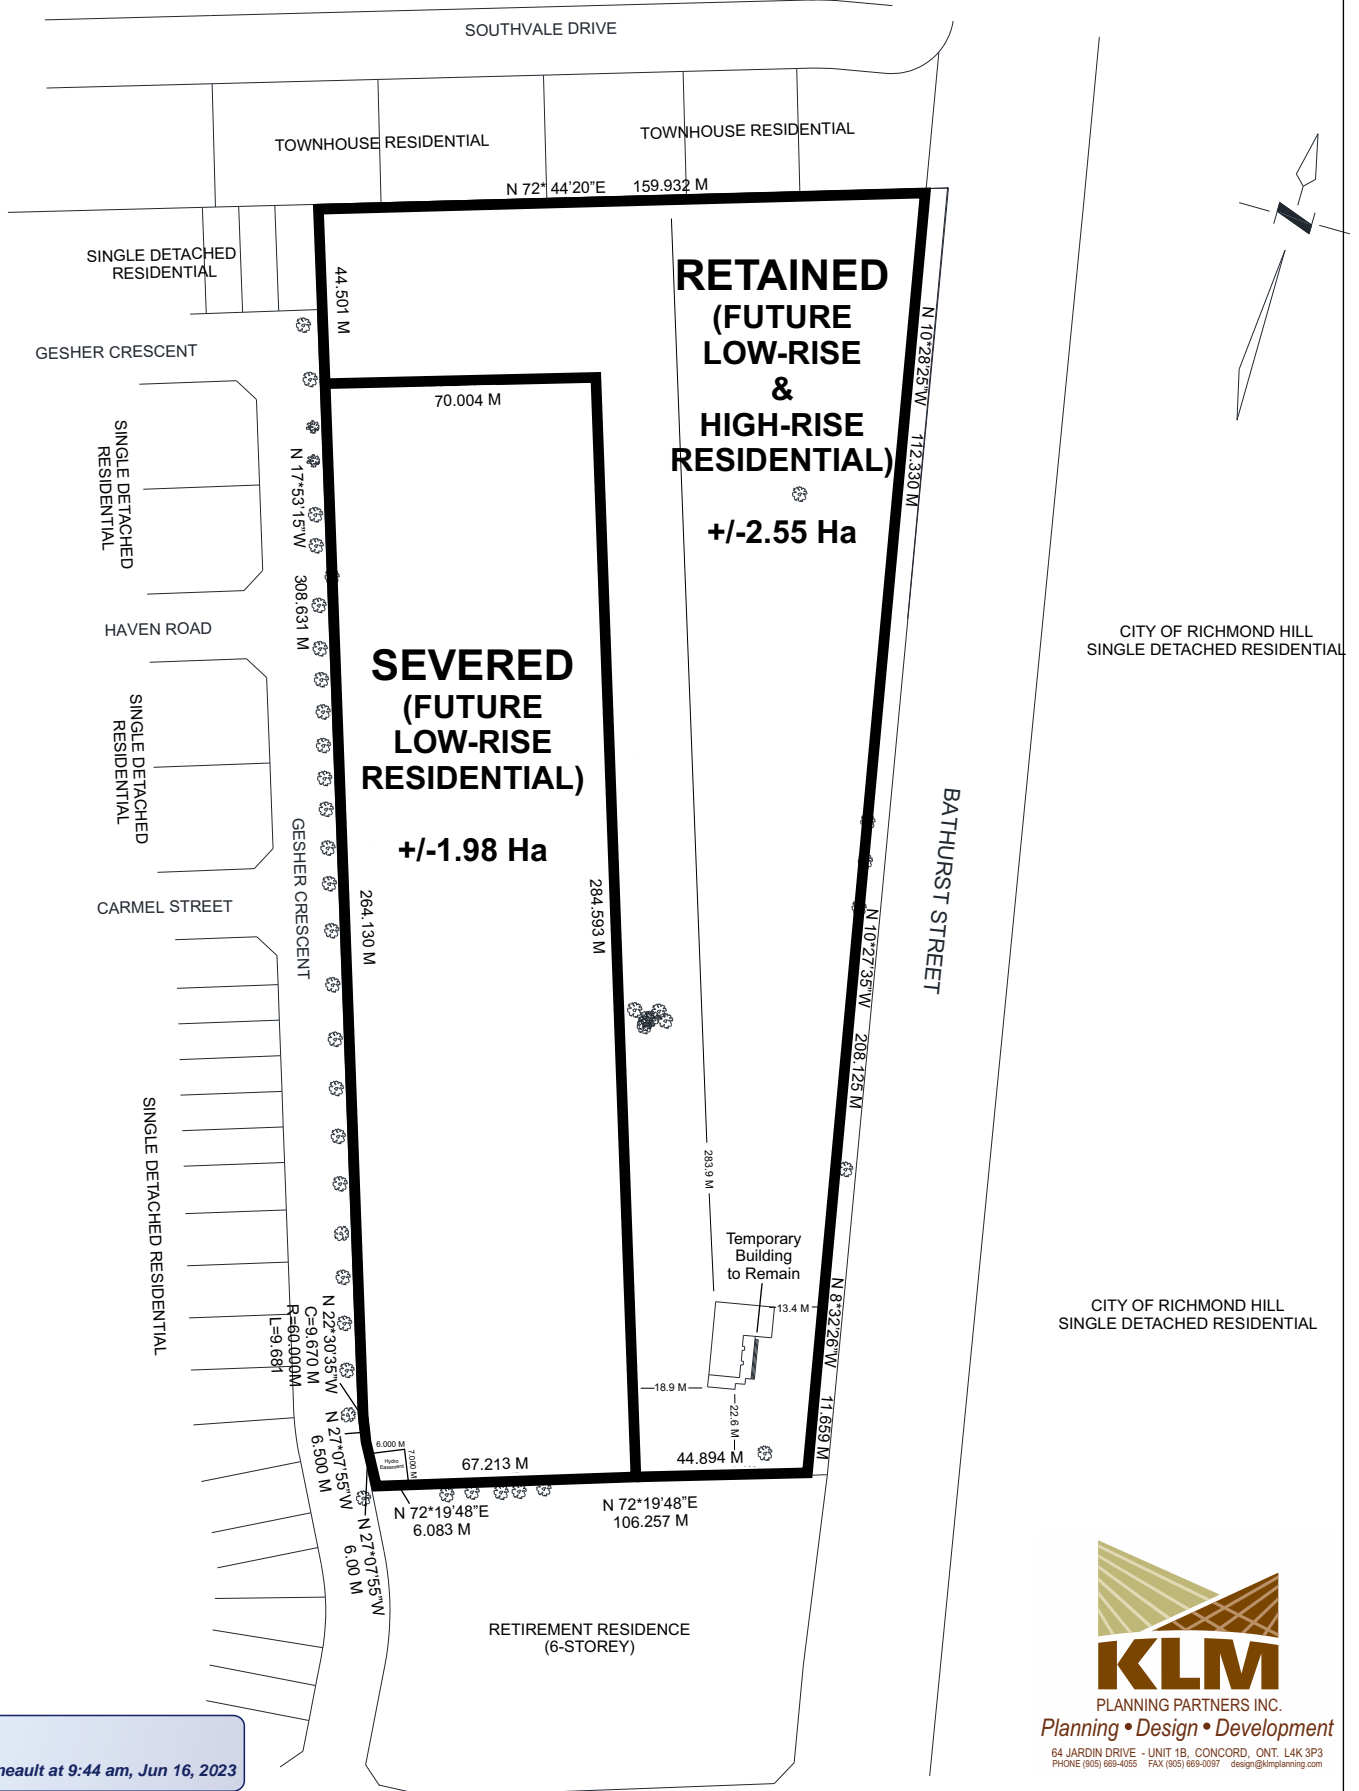 SOUTHVALE DRIVE
TOWNHOUSE RESIDENTIAL
TOWNHOUSE RESIDENTIAL
N 72* 44'20"E 159.932 M
SINGLE DETACHED
RESIDENTIAL
44.501 M
RETAINED
(FUTURE
LOW-RISE
&
HIGH-RISE
RESIDENTIAL)
+/-2.55 Ha
N 10*28'25"W 112.330 M
GESHER CRESCENT
70.004 M
SINGLE DETACHED
RESIDENTIAL
N 17*53'15"W 308.631 M
HAVEN ROAD
CITY OF RICHMOND HILL
SINGLE DETACHED RESIDENTIAL
SEVERED
(FUTURE
LOW-RISE
RESIDENTIAL)
+/-1.98 Ha
SINGLE DETACHED
RESIDENTIAL
GESHER CRESCENT
BATHURST STREET
CARMEL STREET
264.130 M
284.593 M
N 10*27'35"W 208.125 M
SINGLE DETACHED RESIDENTIAL
283.9 M
Temporary
Building
to Remain
13.4 M
N 8*32'26"W 11.659 M
CITY OF RICHMOND HILL
SINGLE DETACHED RESIDENTIAL
N 22*30'35"W
C=9.670 M
R=60.000M
L=9.681
18.9 M
22.6 M
N 27*07'55"W
6.500 M
6.000 M
7.000 M
Hydro
Easement
67.213 M
44.894 M
N 72*19'48"E
6.083 M
N 72*19'48"E
106.257 M
N 27*07'55"W
6.00 M
RETIREMENT RESIDENCE
(6-STOREY)
KLM
PLANNING PARTNERS INC.
Planning • Design • Development
64 JARDIN DRIVE - UNIT 1B, CONCORD, ONT. L4K 3P3
PHONE (905) 669-4055 FAX (905) 669-0097 design@klmplanning.com
neault at 9:44 am, Jun 16, 2023